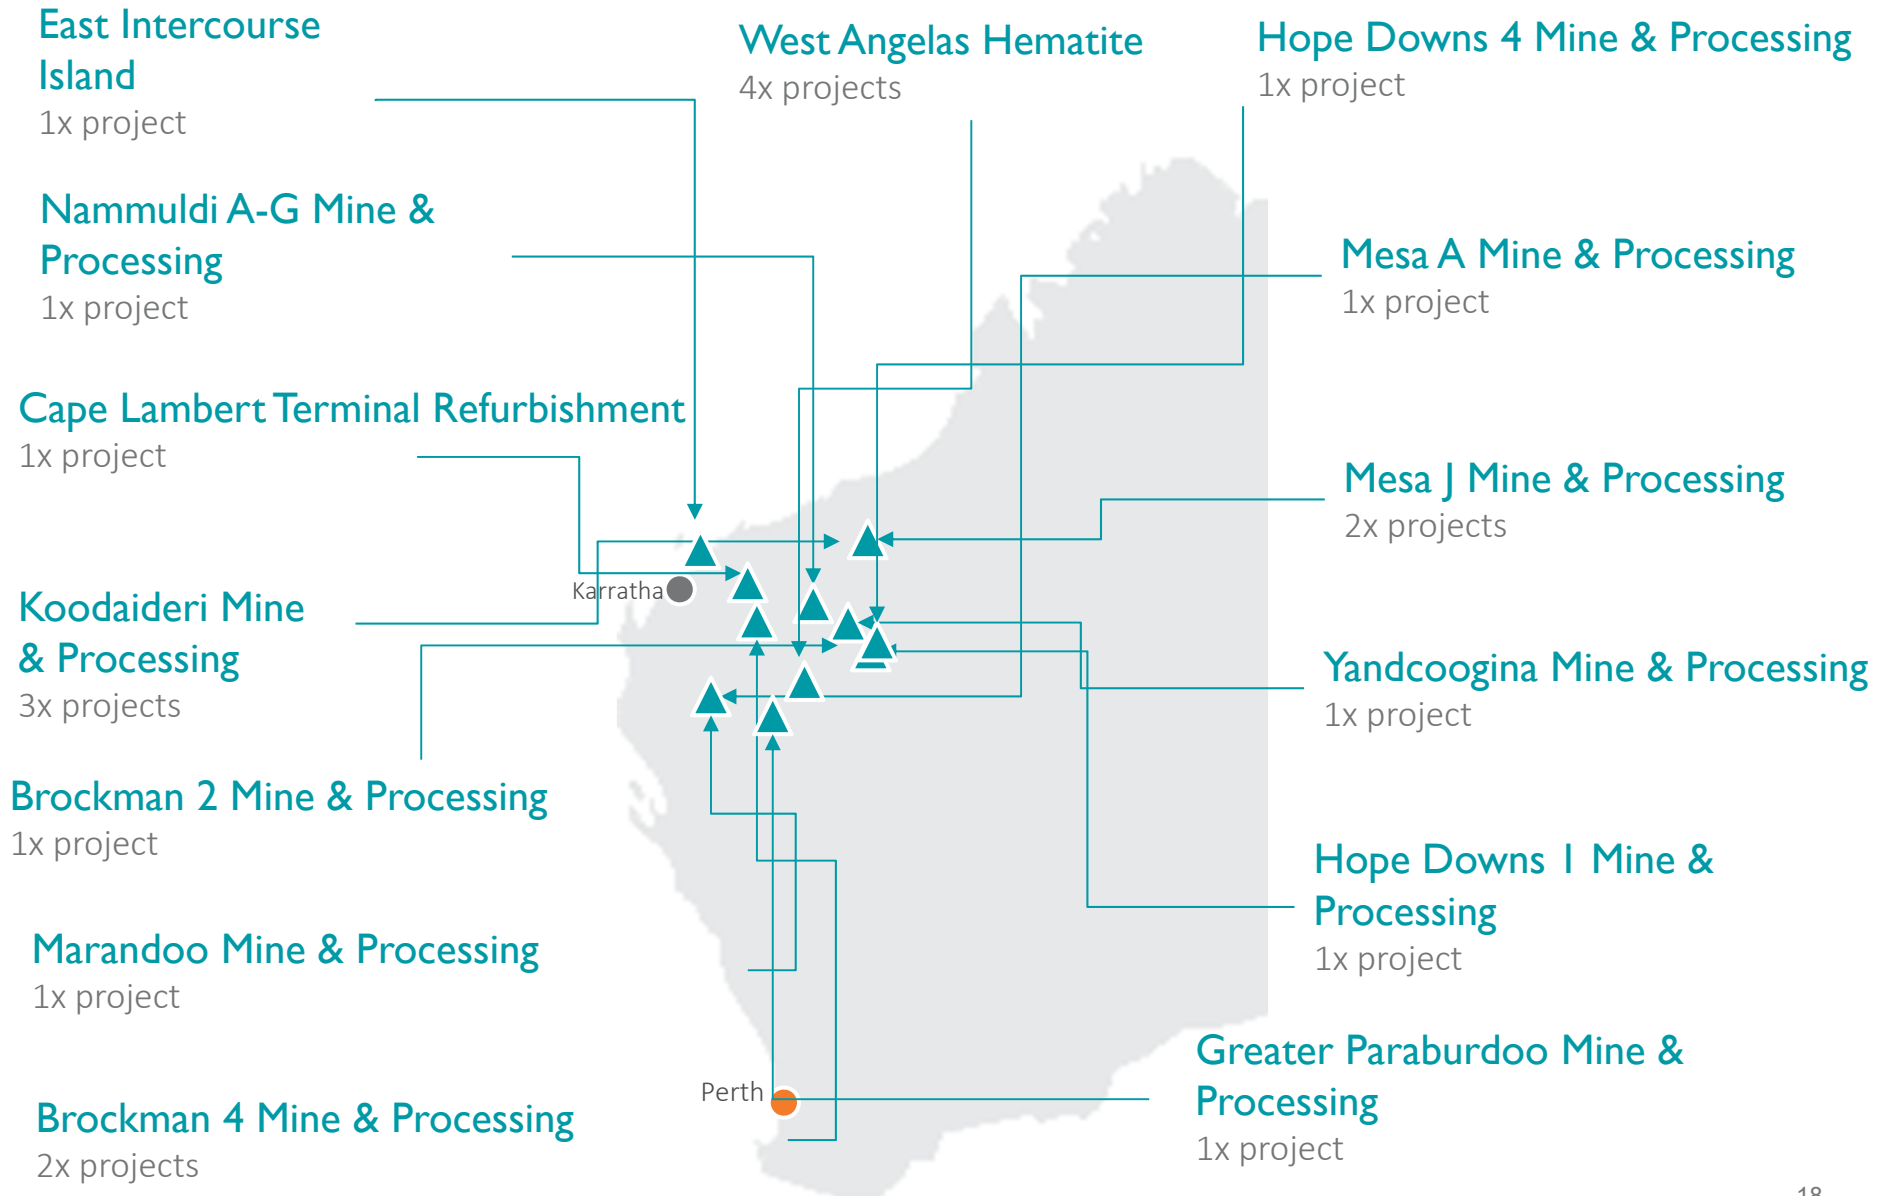 East Intercourse
Island
1x project
Nammuldi A-G Mine &
Processing
1x project
Cape Lambert Terminal Refurbishment
1x project
Koodaideri Mine
& Processing
3x projects
Brockman 2 Mine & Processing
1x project
Marandoo Mine & Processing
1x project
Brockman 4 Mine & Processing
2x projects
West Angelas Hematite
4x projects
Karratha
Perth
Hope Downs 4 Mine & Processing
1x project
Mesa A Mine & Processing
1x project
Mesa J Mine & Processing
2x projects
Yandcoogina Mine & Processing
1x project
Hope Downs 1 Mine &
Processing
1x project
Greater Paraburdoo Mine &
Processing
1x project
18